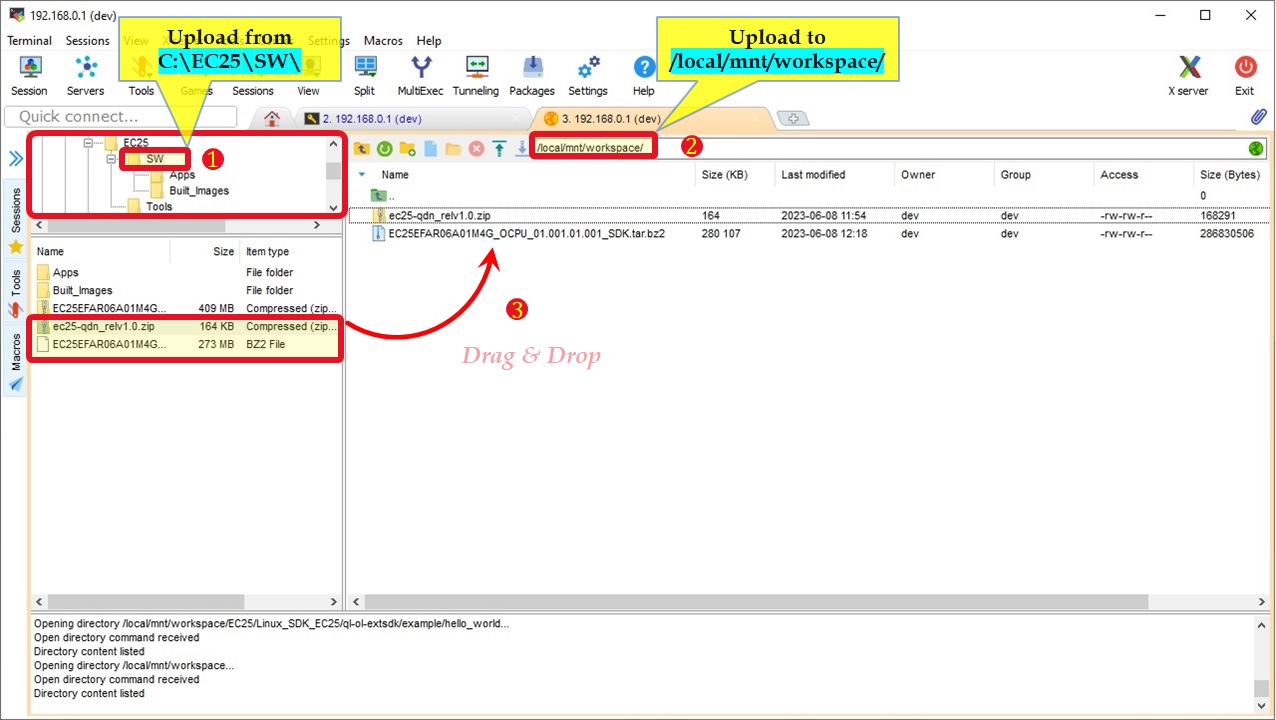 192.168.0.1 (dev)
Upload from
C:\EC25\SW\
Upload to
/local/mnt/workspace/
Terminal Sessions View Settings Macros Help
Session Servers Tools Games Sessions View Split MultiExec Tunneling Packages Settings Help X server Exit
Quick connect...
2. 192.168.0.1 (dev)
3. 192.168.0.1 (dev)
Sessions
Tools
Macros
EC25
SW
1
Apps
Built_Images
Tools
/local/mnt/workspace/
2
Name Size Item type
Apps File folder
Built_Images File folder
EC25EFAR06A01M4G... 409 MB Compressed (zip...
ec25-qdn_relv1.0.zip 164 KB Compressed (zip...
EC25EFAR06A01M4G... 273 MB BZ2 File
Name Size (KB) Last modified Owner Group Access Size (Bytes)
.. 0
ec25-qdn_relv1.0.zip 164 2023-06-08 11:54 dev dev -rw-rw-r-- 168291
EC25EFAR06A01M4G_OCPU_01.001.01.001_SDK.tar.bz2 280 107 2023-06-08 12:18 dev dev -rw-rw-r-- 286830506
3
Drag & Drop
Opening directory /local/mnt/workspace/EC25/Linux_SDK_EC25/ql-ol-extsdk/example/hello_world...
Open directory command received
Directory content listed
Opening directory /local/mnt/workspace...
Open directory command received
Directory content listed